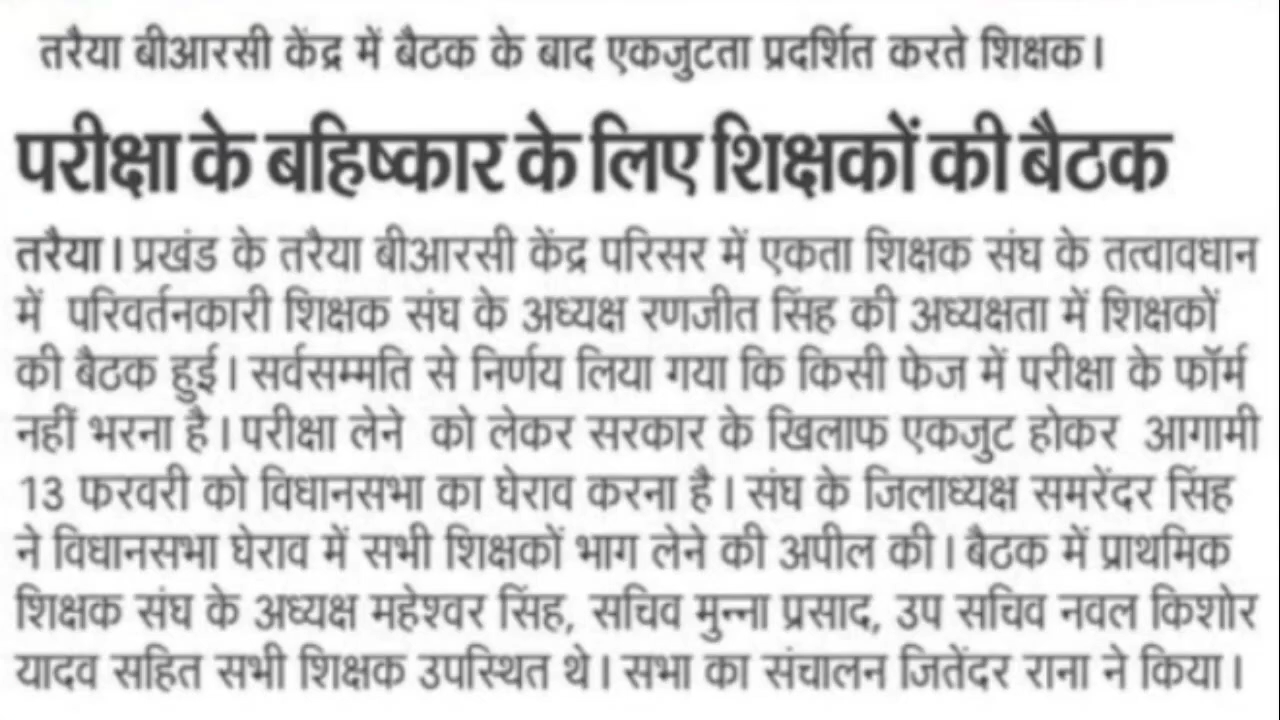 तरैया बीआरसी केंद्र में बैठक के बाद एकजुटता प्रदर्शित करते शिक्षक।
परीक्षा के बहिष्कार के लिए शिक्षकों की बैठक
तरैया। प्रखंड के तरैया बीआरसी केंद्र परिसर में एकता शिक्षक संघ के तत्वावधान
में परिवर्तनकारी शिक्षक संघ के अध्यक्ष रणजीत सिंह की अध्यक्षता में शिक्षकों
की बैठक हुई। सर्वसम्मति से निर्णय लिया गया कि किसी फेज में परीक्षा के फॉर्म
नहीं भरना है। परीक्षा लेने को लेकर सरकार के खिलाफ एकजुट होकर आगामी
13 फरवरी को विधानसभा का घेराव करना है। संघ के जिलाध्यक्ष समरेंदर सिंह
ने विधानसभा घेराव में सभी शिक्षकों भाग लेने की अपील की। बैठक में प्राथमिक
शिक्षक संघ के अध्यक्ष महेश्वर सिंह, सचिव मुन्ना प्रसाद, उप सचिव नवल किशोर
यादव सहित सभी शिक्षक उपस्थित थे। सभा का संचालन जितेंदर राना ने किया।